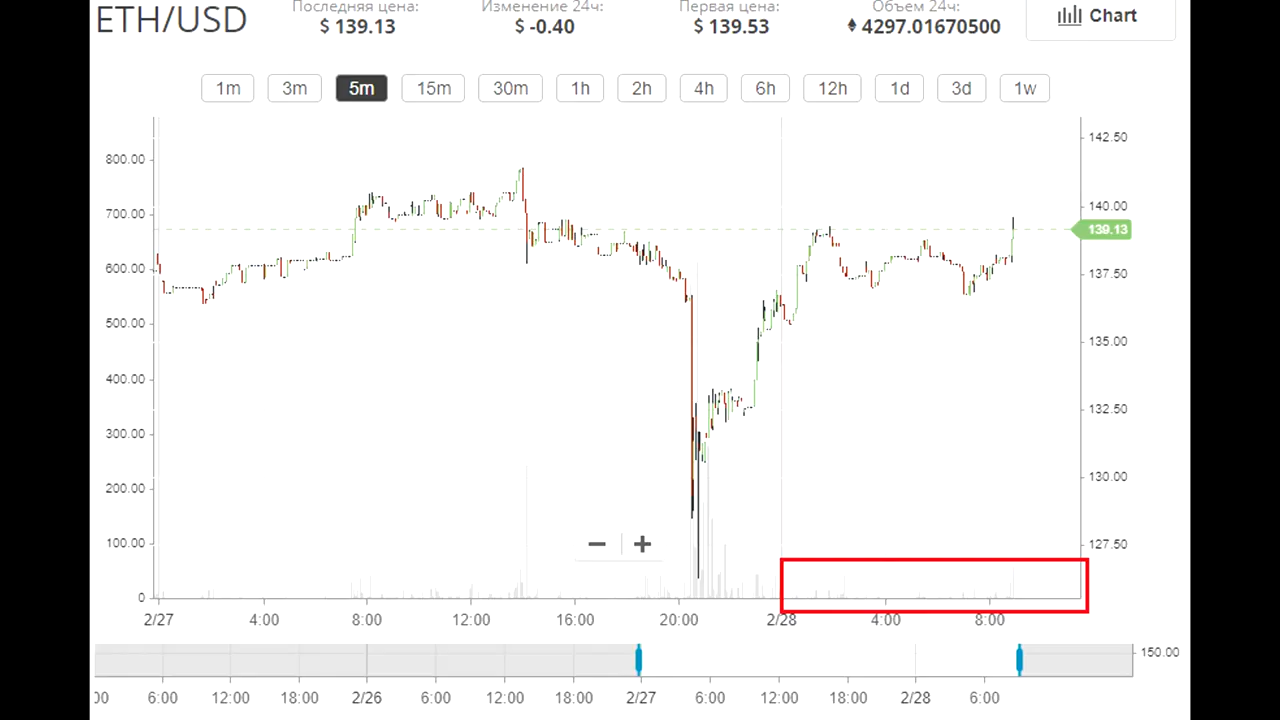 ETH/USD
Последняя цена: Изменение 24ч: Первая цена: Объем 24ч:
$ 139.13 $ -0.40 $ 139.53 4297.01670500
Chart
1m 3m 5m 15m 30m 1h 2h 4h 6h 12h 1d 3d 1w
142.50
800.00
700.00 140.00
139.13
600.00 137.50
500.00
135.00
400.00
132.50
300.00
200.00 130.00
100.00 127.50
− +
0
2/27 4:00 8:00 12:00 16:00 20:00 2/28 4:00 8:00
150.00
00 6:00 12:00 18:00 2/26 6:00 12:00 18:00 2/27 6:00 12:00 18:00 2/28 6:00